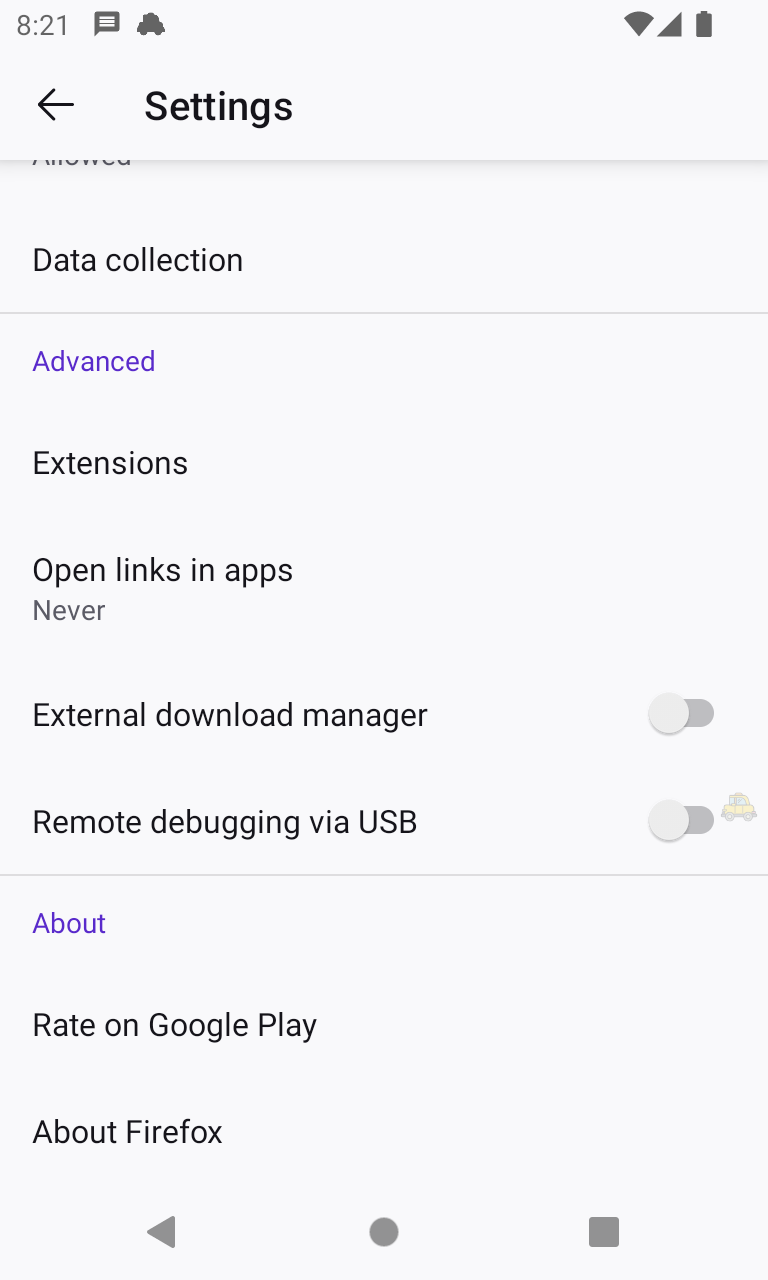 8:21
Settings
Allowed
Data collection
Advanced
Extensions
Open links in apps
Never
External download manager
Remote debugging via USB
About
Rate on Google Play
About Firefox